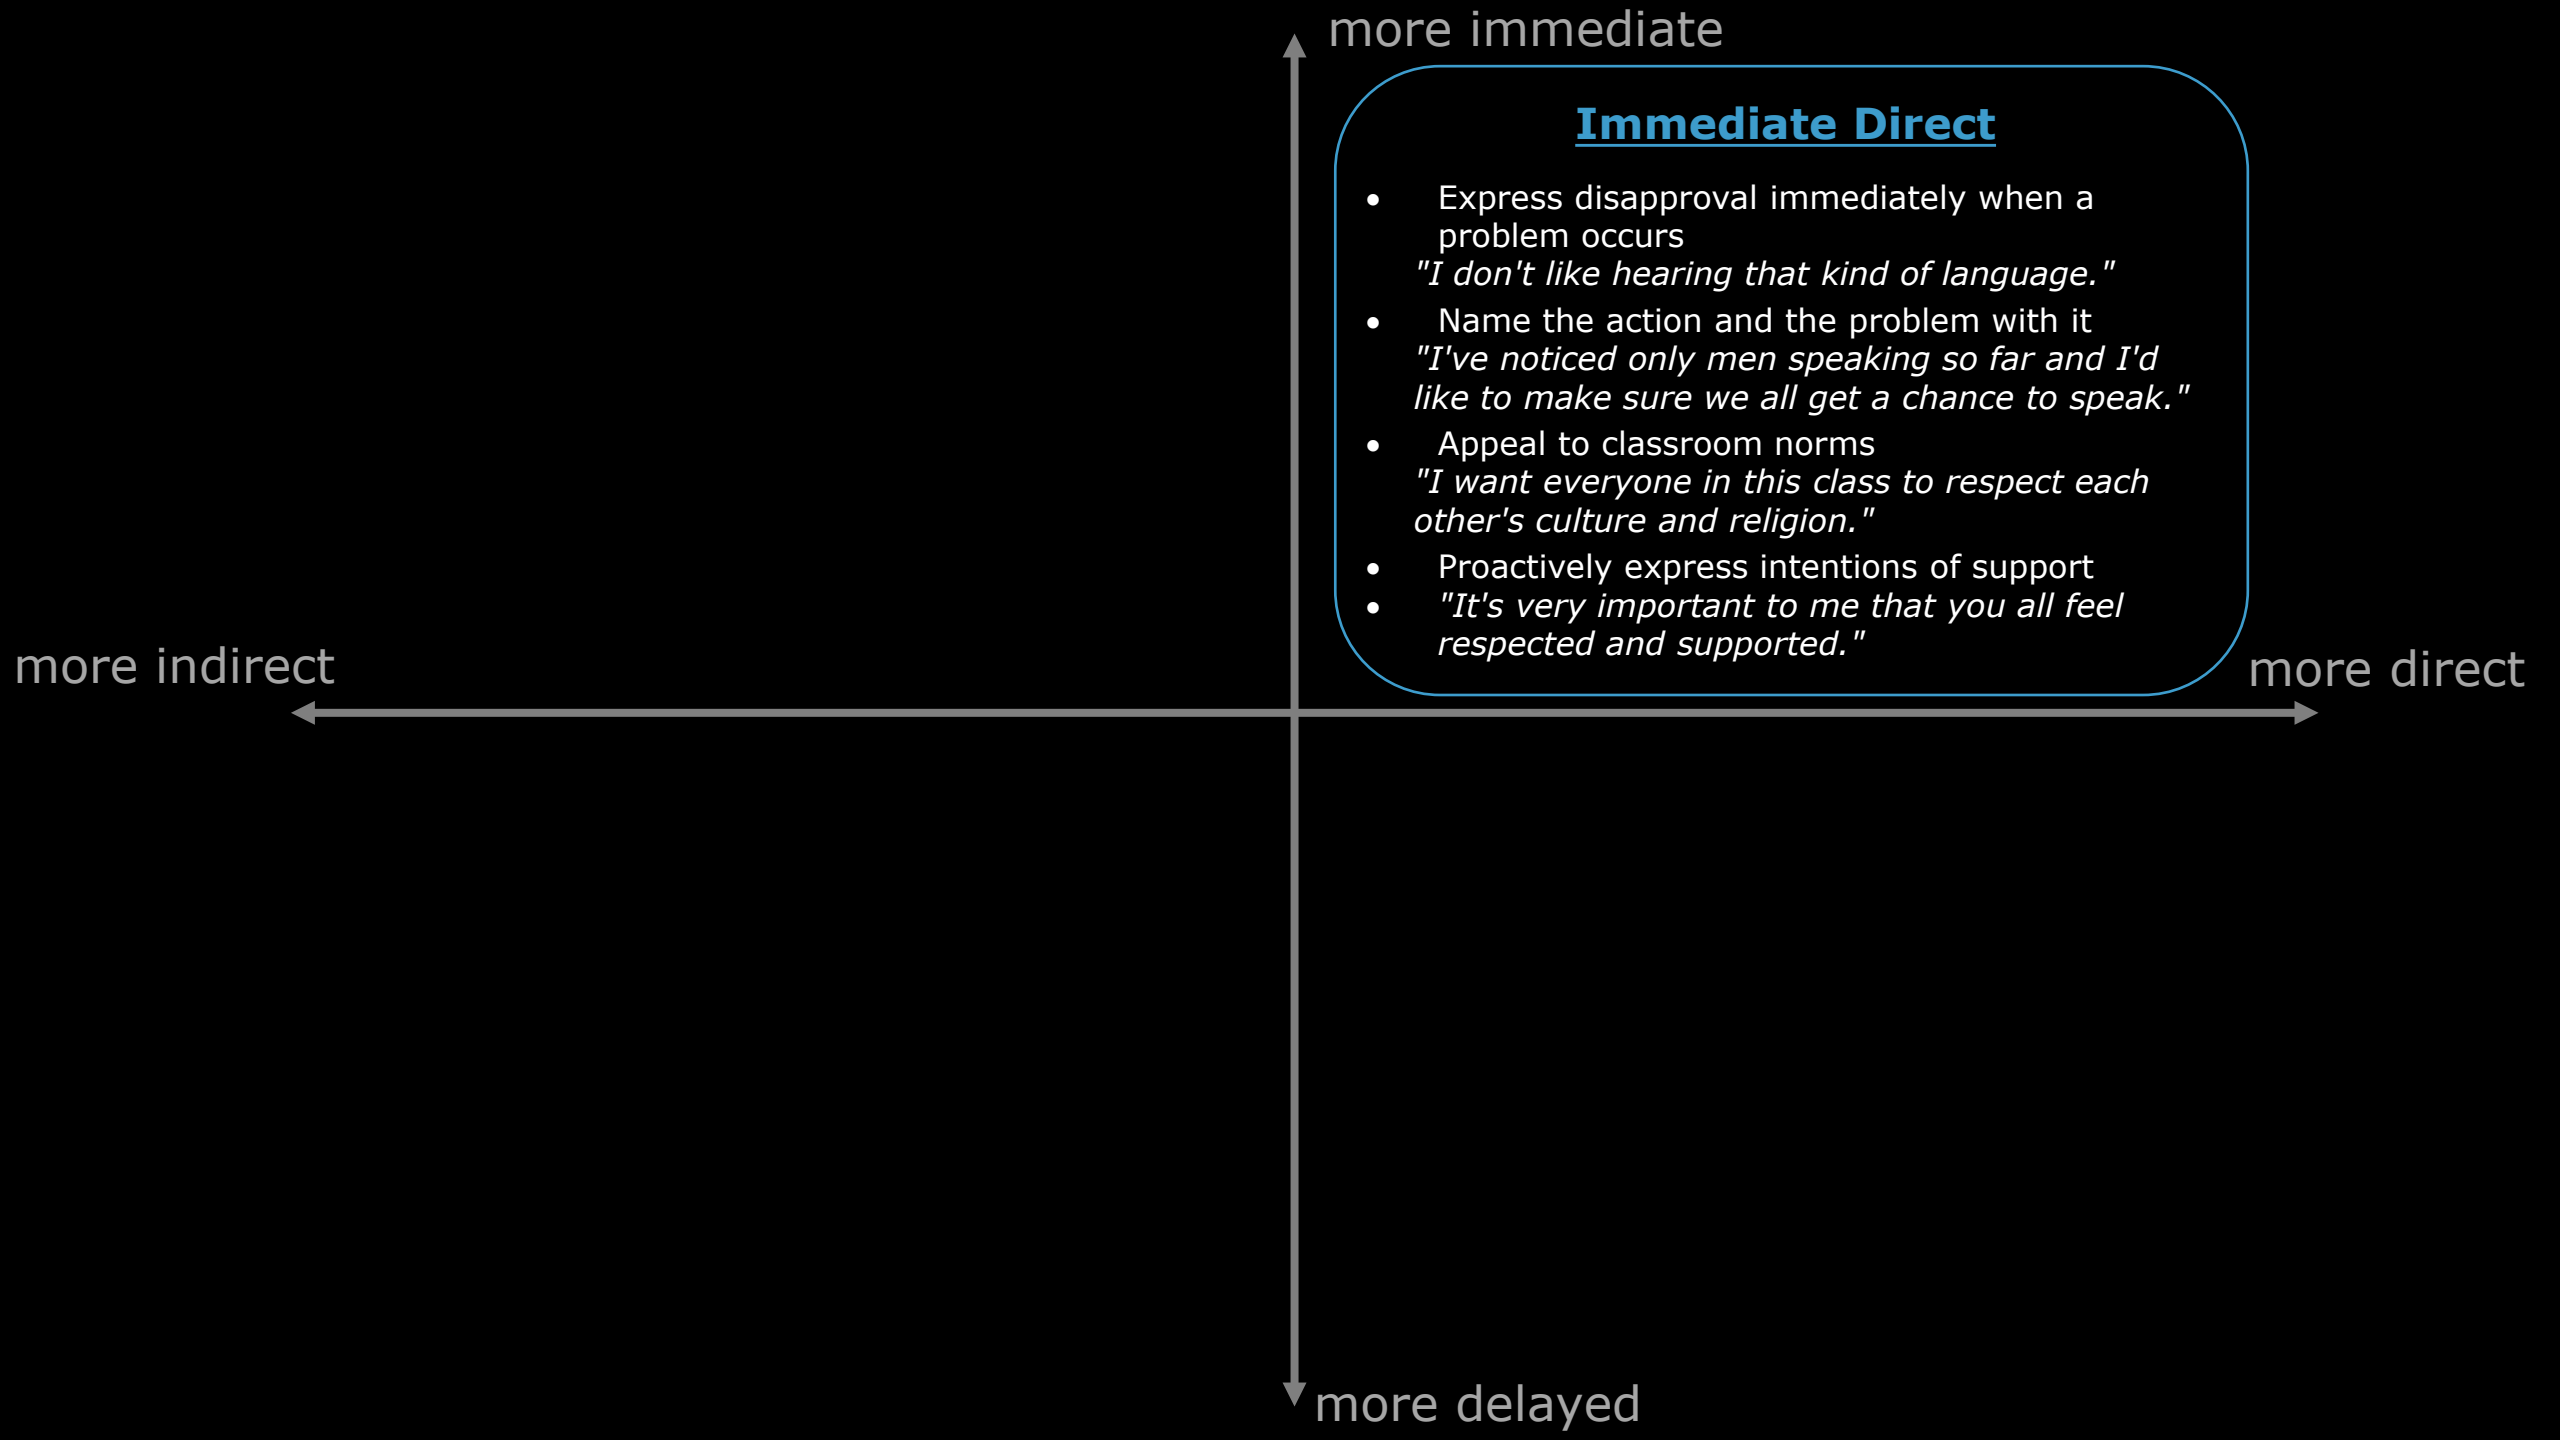 more immediate
Immediate Direct
• Express disapproval immediately when a
problem occurs
"I don't like hearing that kind of language."
• Name the action and the problem with it
"I've noticed only men speaking so far and I'd
like to make sure we all get a chance to speak."
• Appeal to classroom norms
"I want everyone in this class to respect each
other's culture and religion."
• Proactively express intentions of support
• "It's very important to me that you all feel
respected and supported."
more indirect
more direct
more delayed